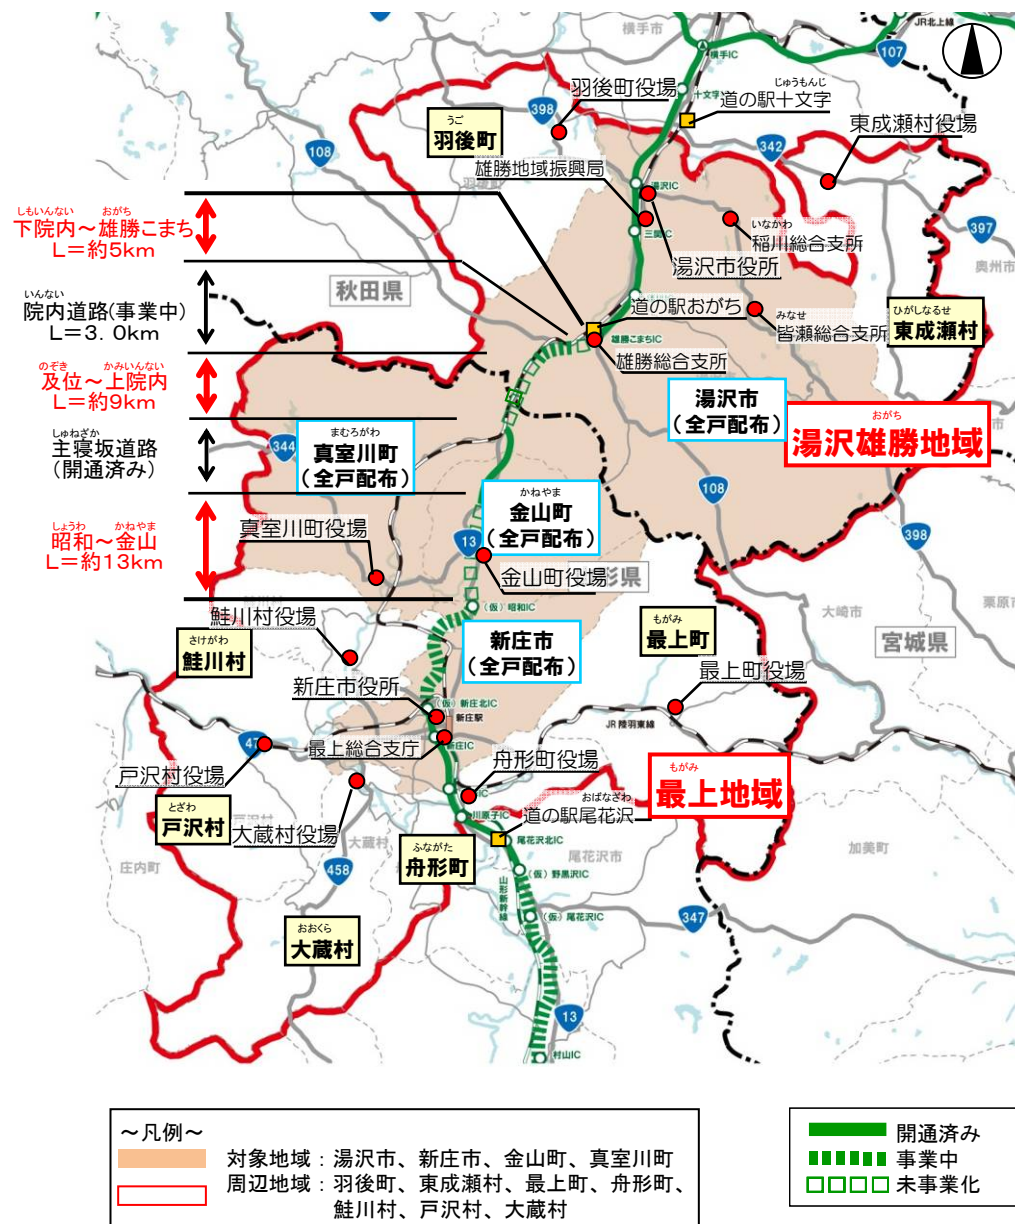 横手市
JR北上線
107
横手IC
じゅうもんじ
道の駅十文字
羽後町役場
398
十文字
うご
羽後町
108
342
東成瀬村役場
雄勝地域振興局
湯沢IC
しもいんない おがち
下院内~雄勝こまち
L=約5km
三関IC
いなかわ
稲川総合支所
397
奥州市
湯沢市役所
いんない
院内道路(事業中)
L=3. 0km
秋田県
道の駅おがち
みなせ
皆瀬総合支所
ひがしなるせ
東成瀬村
雄勝こまちIC
雄勝総合支所
のぞき かみいんない
及位~上院内
L=約9km
湯沢市
(全戸配布)
おがち
湯沢雄勝地域
しゅねざか
主寝坂道路
(開通済み)
344
まむろがわ
真室川町
(全戸配布)
108
かねやま
金山町
(全戸配布)
しょうわ かねやま
昭和~金山
L=約13km
真室川町役場
13
398
金山町役場
形県
栗原市
大崎市
(仮)昭和IC
鮭川村役場
さけがわ
鮭川村
新庄市
(全戸配布)
もがみ
最上町
宮城県
新庄市役所
最上町役場
(仮)新庄北IC
新庄駅
JR陸羽東線
最上総合支庁
新庄IC
47
戸沢村役場
舟形町役場
もがみ
最上地域
とざわ
戸沢村
大蔵村役場
IC
川原子IC
おばなざわ
道の駅尾花沢
尾花沢北IC
大蔵村
ふながた
舟形町
尾花沢市
加美町
庄内町
458
(仮)野黒沢IC
山形新幹線
(仮)尾花沢IC
347
おおくら
大蔵村
13
村山IC
~凡例~
対象地域:湯沢市、新庄市、金山町、真室川町
周辺地域:羽後町、東成瀬村、最上町、舟形町、
鮭川村、戸沢村、大蔵村
開通済み
事業中
未事業化